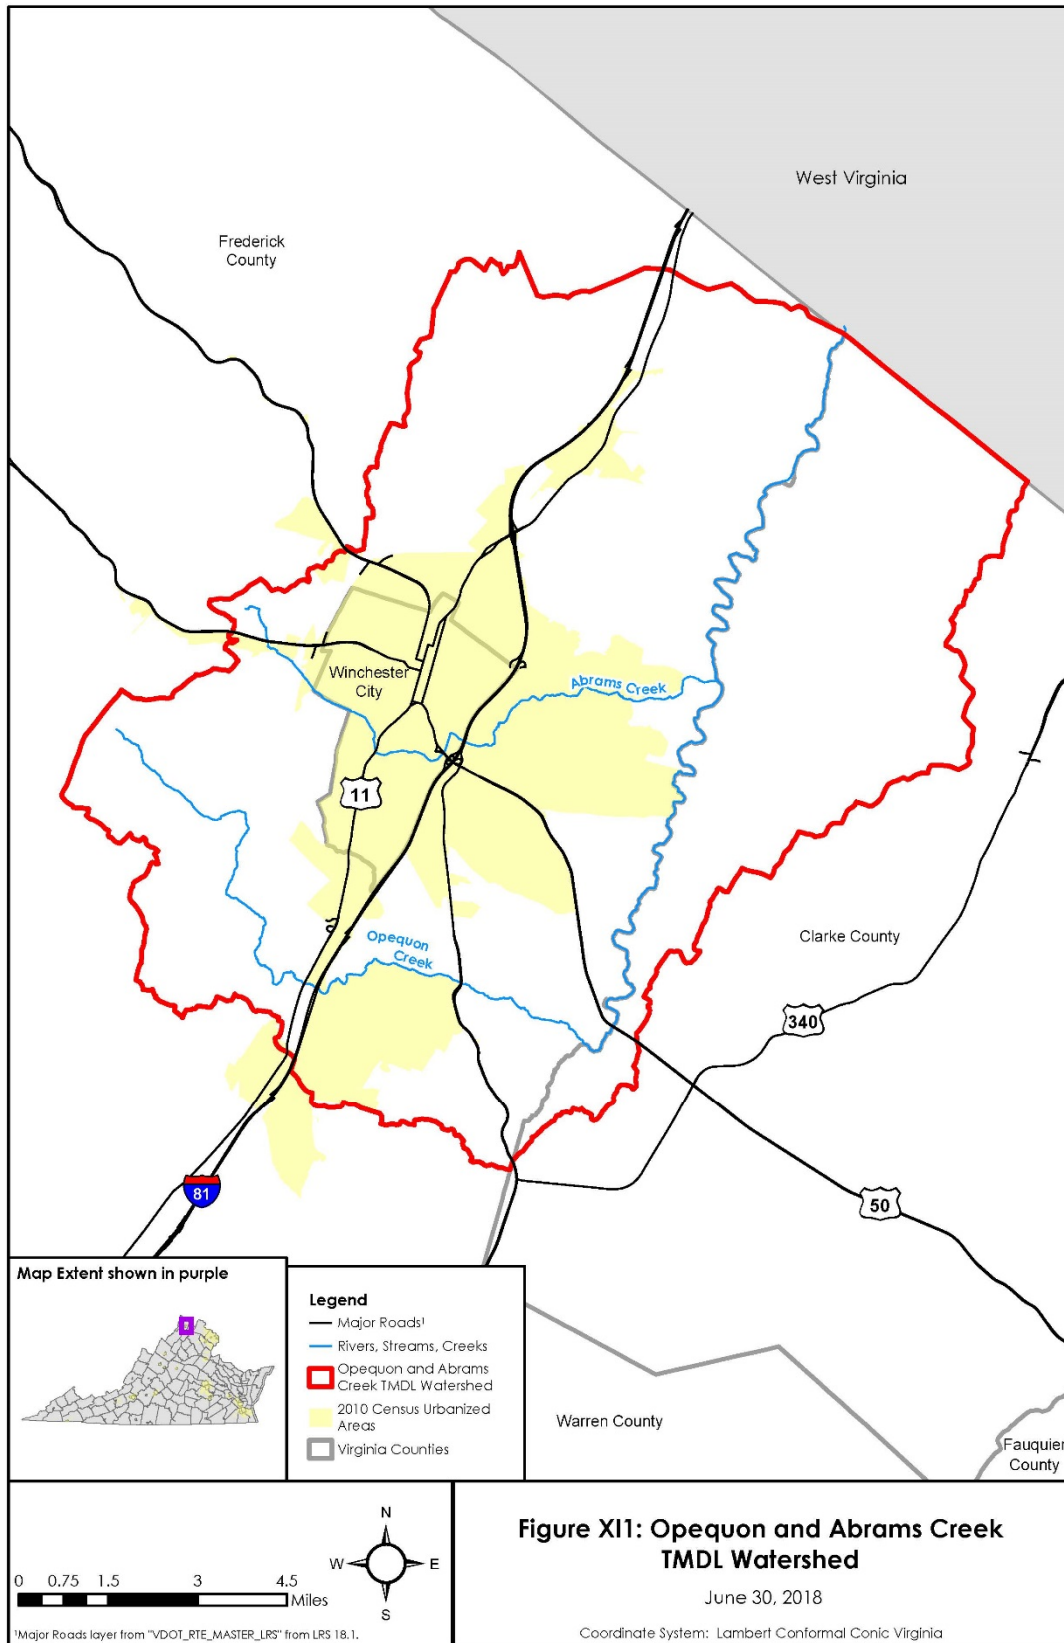 West Virginia
Frederick
County
Winchester
City
Abrams Creek
11
Opequon
Creek
Clarke County
340
81
50
Map Extent shown in purple
Legend
Major Roads¹
Rivers, Streams, Creeks
Opequon and Abrams
Creek TMDL Watershed
2010 Census Urbanized
Areas
Virginia Counties
Warren County
Fauquier
County
N
W E
S
0 0.75 1.5 3 4.5
Miles
¹Major Roads layer from "VDOT_RTE_MASTER_LRS" from LRS 18.1.
Figure XI1: Opequon and Abrams Creek
TMDL Watershed
June 30, 2018
Coordinate System: Lambert Conformal Conic Virginia